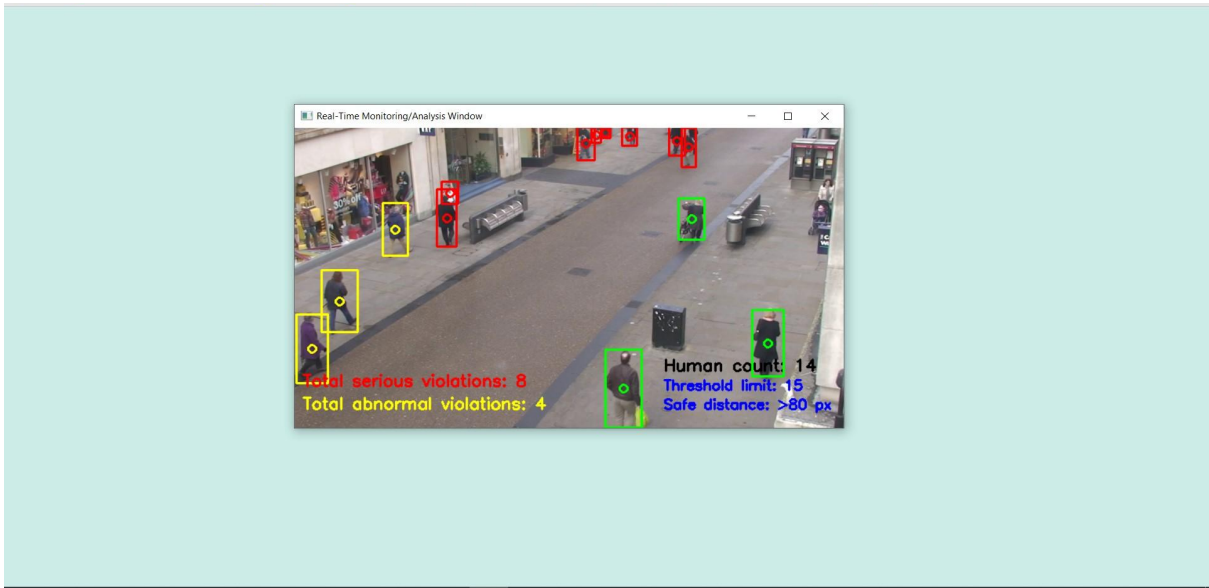 Real-Time Monitoring/Analysis Window
30% off
Human count: 14
Total serious violations: 8
Threshold limit: 15
Total abnormal violations: 4
Safe distance: >80 px